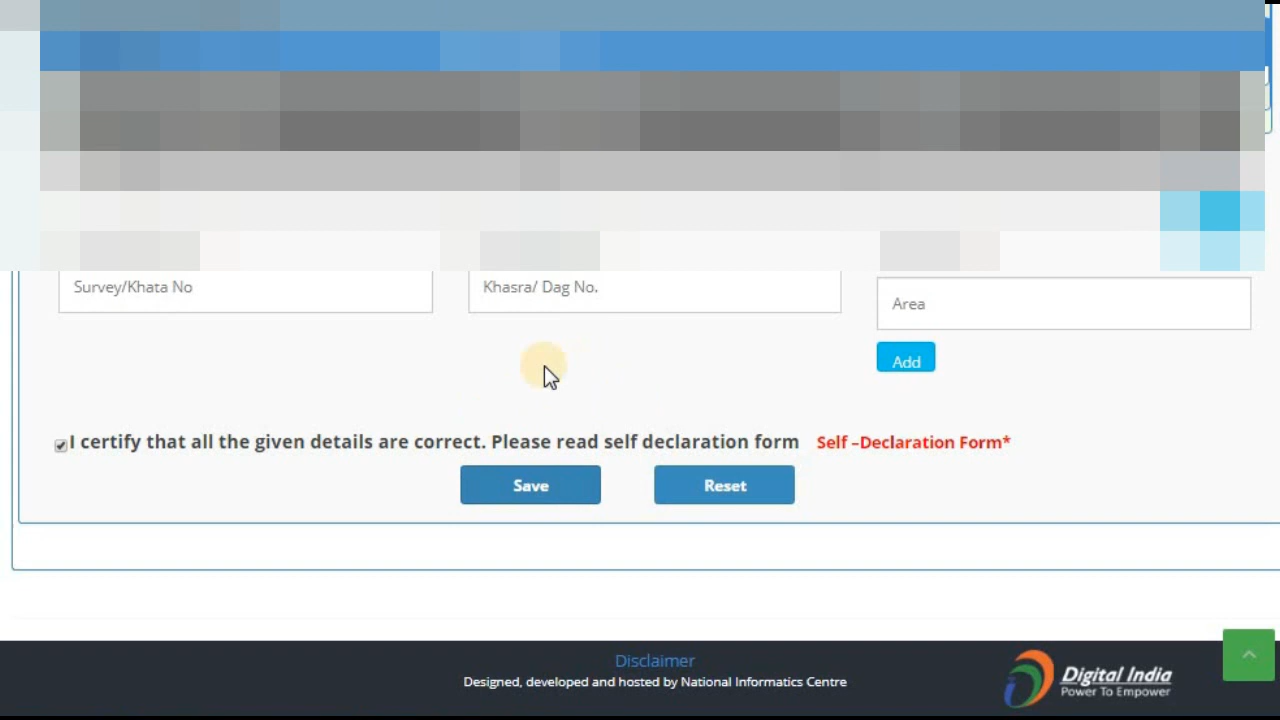 Survey/Khata No
Khasra/ Dag No.
Area
Add
I certify that all the given details are correct. Please read self declaration form Self –Declaration Form*
Save
Reset
Disclaimer
Designed, developed and hosted by National Informatics Centre
Digital India
Power To Empower